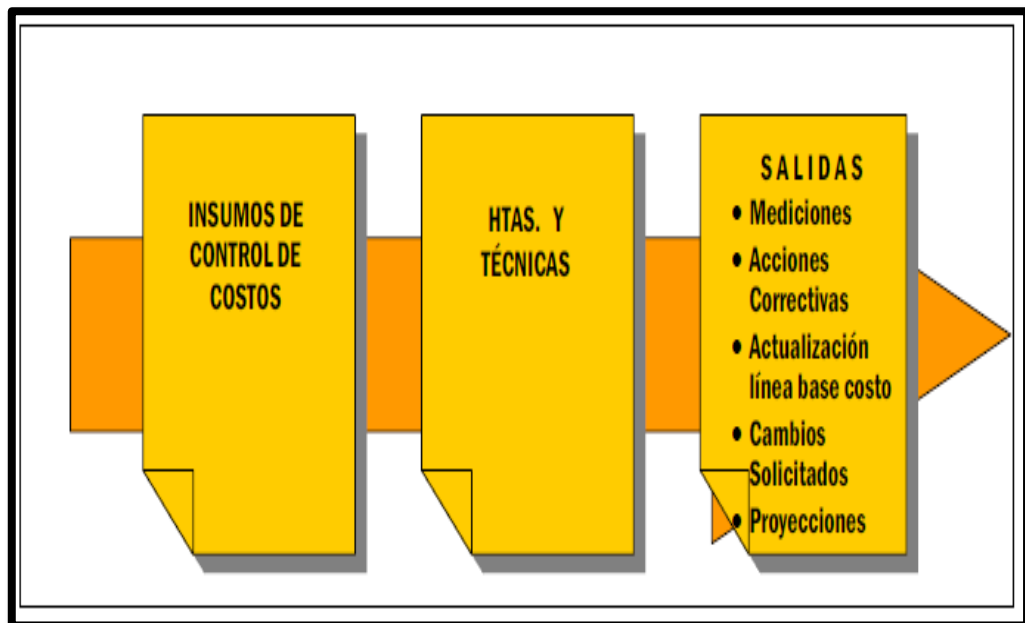 INSUMOS DE
CONTROL DE
COSTOS
HTAS. Y
TÉCNICAS
SALIDAS
• Mediciones
• Acciones
Correctivas
• Actualización
línea base costo
• Cambios
Solicitados
• Proyecciones